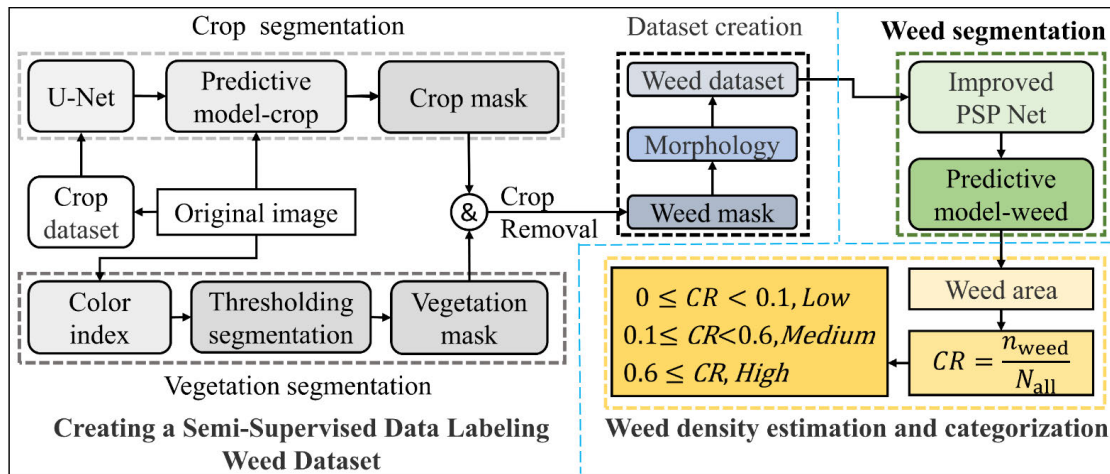 Crop segmentation
U-Net
Predictive
model-crop
Crop mask
Crop
dataset
Original image
&
Crop
Removal
Color
index
Thresholding
segmentation
Vegetation
mask
Vegetation segmentation
Creating a Semi-Supervised Data Labeling
Weed Dataset
Dataset creation
Weed dataset
Morphology
Weed mask
Weed segmentation
Improved
PSP Net
Predictive
model-weed
Weed area
CR = n_weed / N_all
0 ≤ CR < 0.1, Low
0.1≤ CR<0.6, Medium
0.6 ≤ CR, High
Weed density estimation and categorization